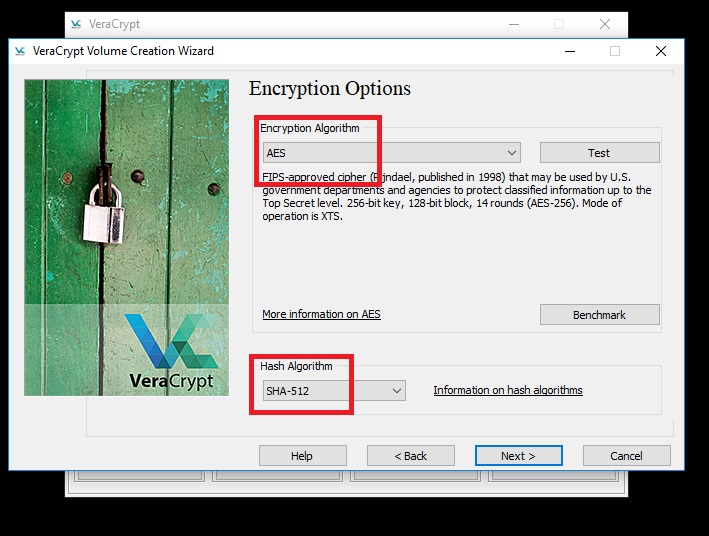 VeraCrypt
VeraCrypt Volume Creation Wizard
Encryption Options
Encryption Algorithm
AES
Test
FIPS-approved cipher (Rijndael, published in 1998) that may be used by U.S.
government departments and agencies to protect classified information up to the
Top Secret level. 256-bit key, 128-bit block, 14 rounds (AES-256). Mode of
operation is XTS.
More information on AES
Benchmark
VeraCrypt
Hash Algorithm
SHA-512
Information on hash algorithms
Help
< Back
Next >
Cancel